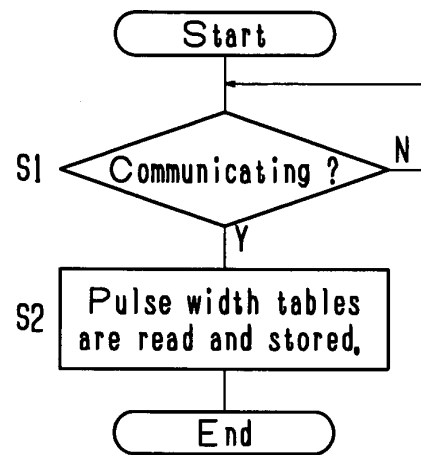 Start
S1
Communicating ?
N
Y
S2
Pulse width tables
are read and stored.
End